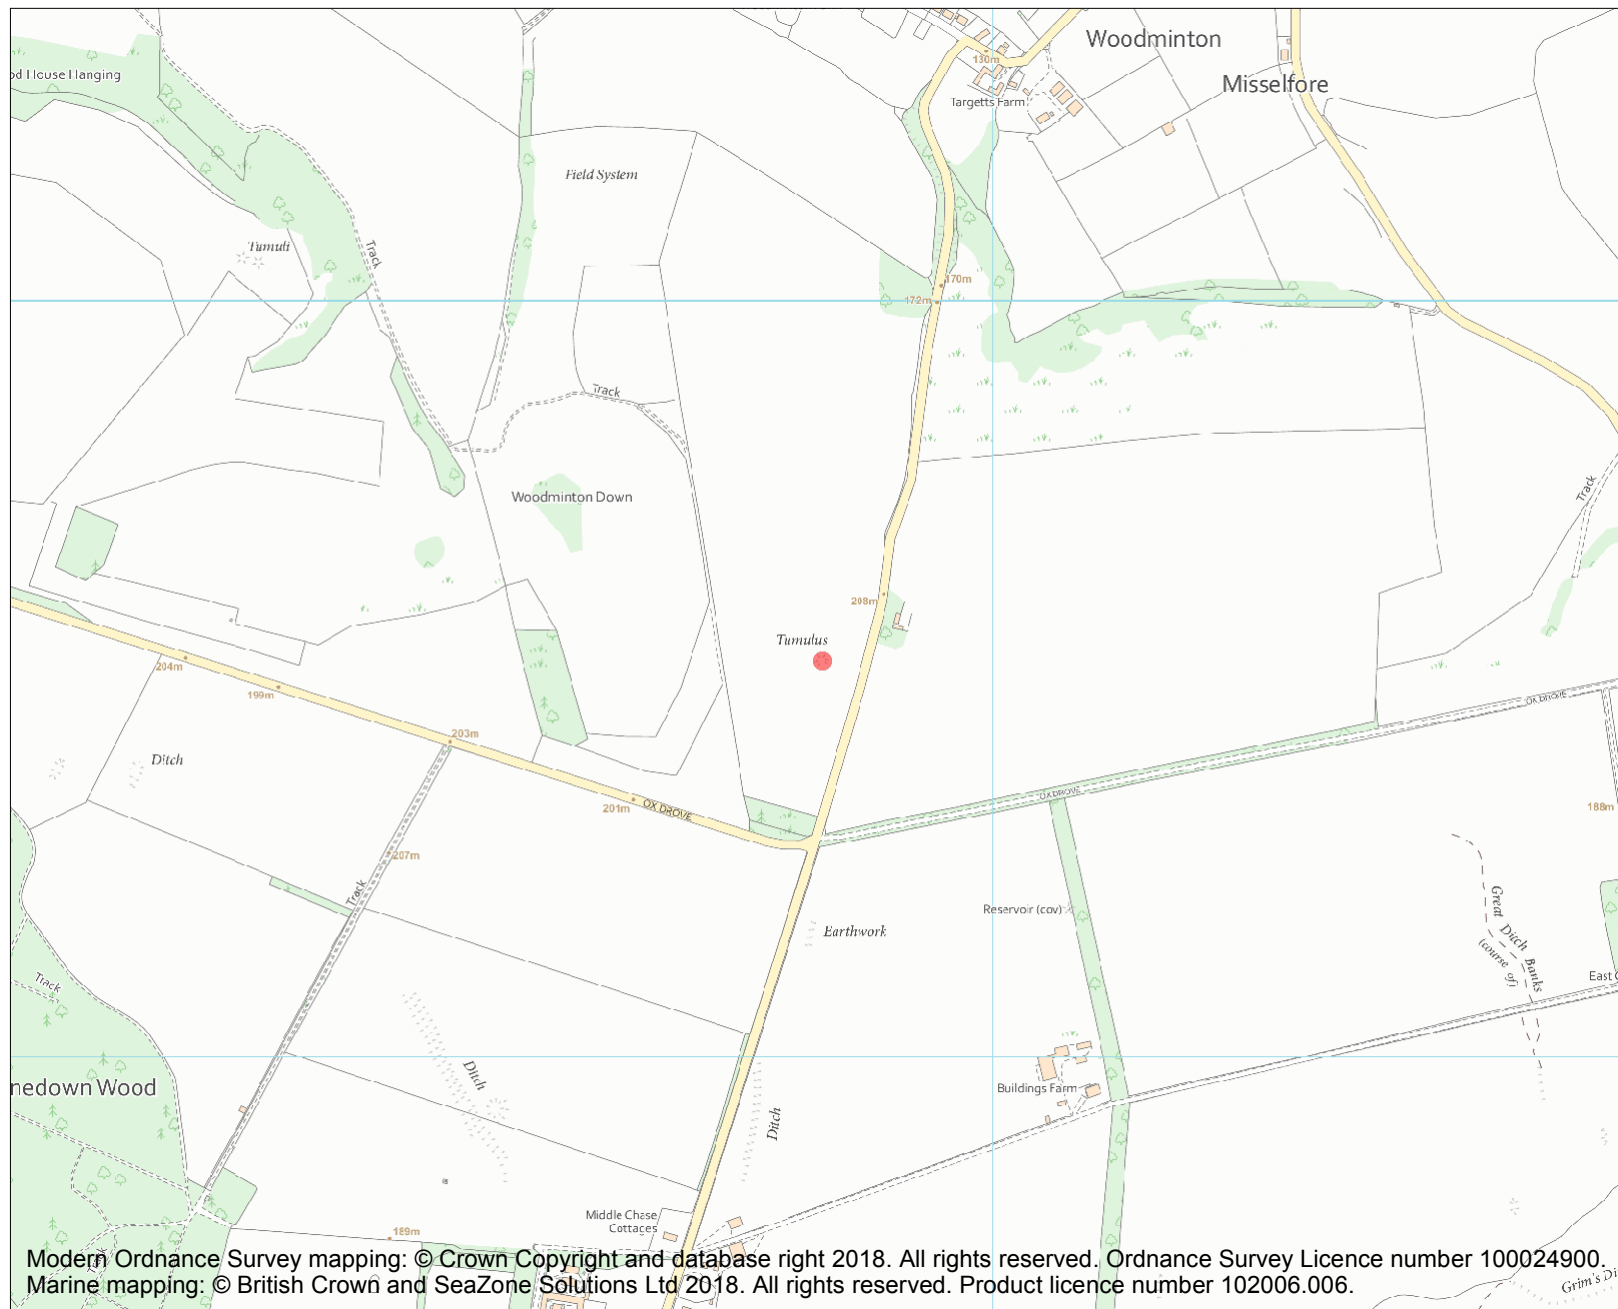 Woodminton
130m
od House Hanging
Misselfore
Targetts Farm
Field System
Tumuli
Track
170m
172m
Track
Woodminton Down
Track
208m
Tumulus
204m
199m
OX DROVE
203m
Ditch
201m
OX DROVE
OX DROVE
188m
207m
Track
Great Ditch Banks
(course of)
Reservoir (cov)
Earthwork
Track
East
Ditch
nedown Wood
Buildings Farm
Ditch
Middle Chase
Cottages
189m
Track
Modern Ordnance Survey mapping: © Crown Copyright and database right 2018. All rights reserved. Ordnance Survey Licence number 100024900.
Marine mapping: © British Crown and SeaZone Solutions Ltd 2018. All rights reserved. Product licence number 102006.006.
Grim's Di